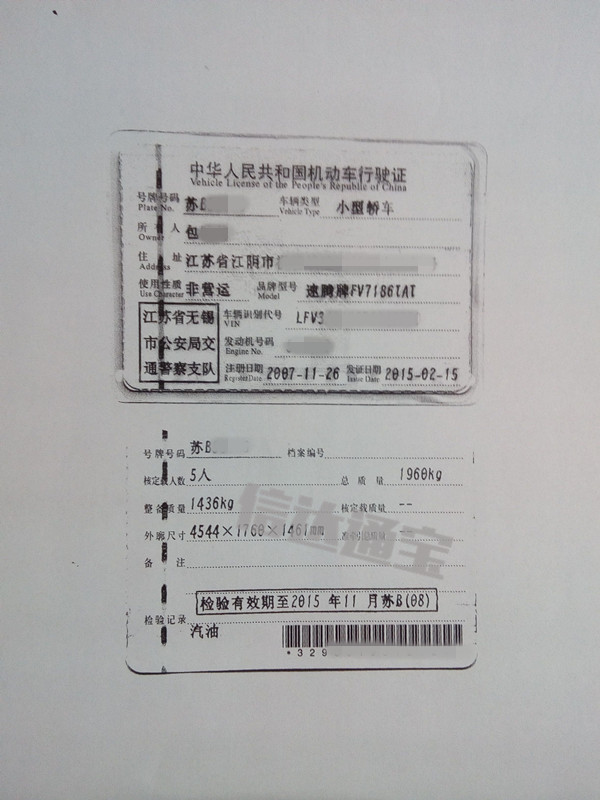 中华人民共和国机动车行驶证
Vehicle License of the People's Republic of China
号牌号码 苏B 车辆类型 小型轿车
Plate No. Vehicle Type
所有人 包
Owner
住址 江苏省江阴市
Address
使用性质 非营运 品牌型号 速腾牌FV7186TAT
Use Character Model
江苏省无锡 车辆识别代号 LFV3
市公安局交 VIN
通警察支队 发动机号码
Engine No.
注册日期 2007-11-26 发证日期 2015-02-15
Register Date Issue Date
号牌号码 苏B 档案编号
核定载人数 5人 总质量 1960kg
整备质量 1436kg 核定载质量 --
外廓尺寸 4544×1760×1461mm --
备注
信达通宝
检验有效期至2015年11月苏B(08)
检验记录
汽油
*329